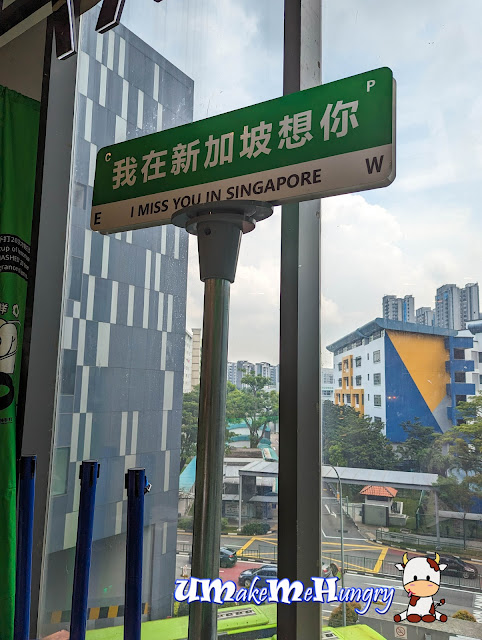 C P
我在新加坡想你
E I MISS YOU IN SINGAPORE W
UMakeMeHungry